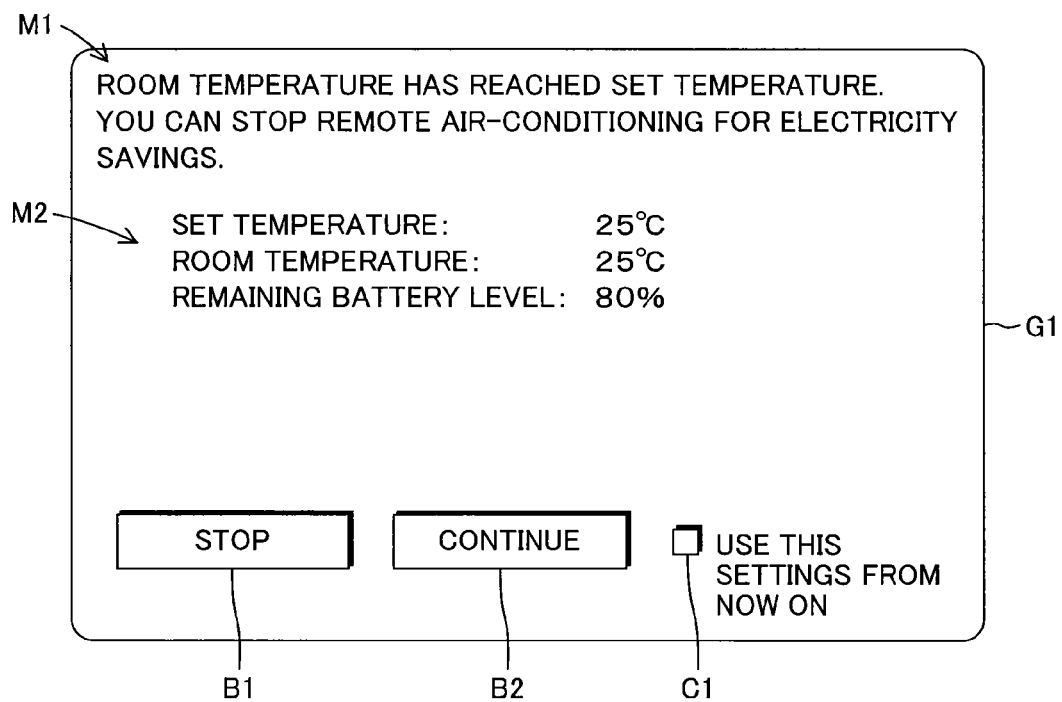 M1
ROOM TEMPERATURE HAS REACHED SET TEMPERATURE.
YOU CAN STOP REMOTE AIR-CONDITIONING FOR ELECTRICITY
SAVINGS.
M2
SET TEMPERATURE: 25℃
ROOM TEMPERATURE: 25℃
REMAINING BATTERY LEVEL: 80%
G1
STOP
CONTINUE
USE THIS
SETTINGS FROM
NOW ON
B1
B2
C1